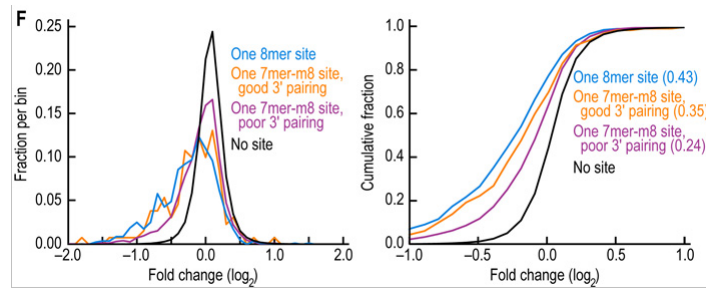 F
Fraction per bin
0.25
0.20
0.15
0.10
0.05
0.00
−2.0
−1.0
0.0
1.0
2.0
Fold change (log2)
One 8mer site
One 7mer-m8 site,
good 3' pairing
One 7mer-m8 site,
poor 3' pairing
No site
Cumulative fraction
1.0
0.8
0.6
0.4
0.2
0.0
−1.0
−0.5
0.0
0.5
1.0
Fold change (log2)
One 8mer site (0.43)
One 7mer-m8 site,
good 3' pairing (0.35)
One 7mer-m8 site,
poor 3' pairing (0.24)
No site